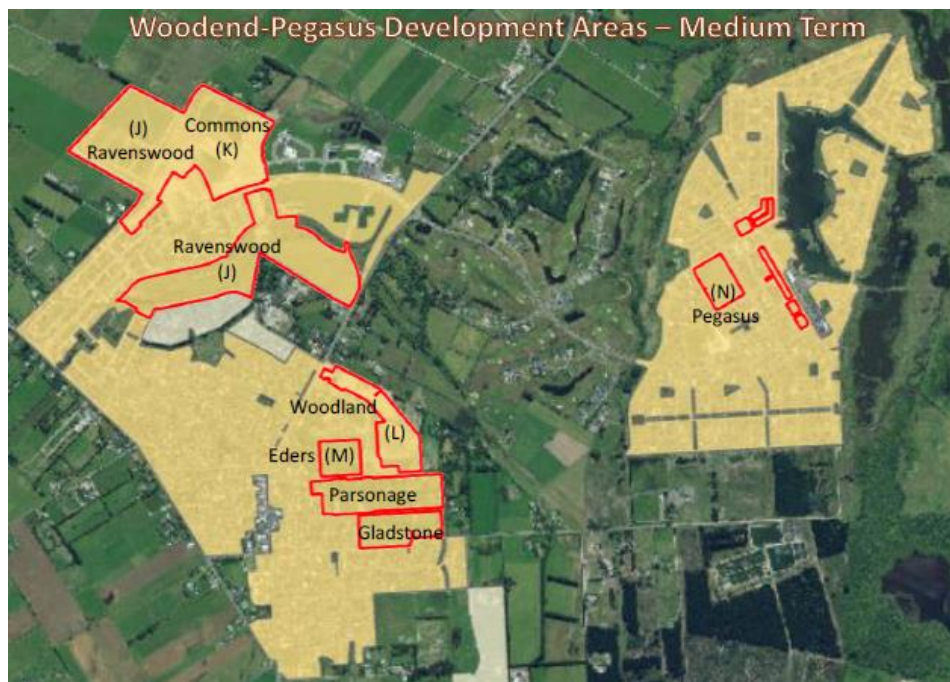 Woodend-Pegasus Development Areas – Medium Term
(J)
Ravenswood
Commons
(K)
Ravenswood
(J)
(N)
Pegasus
Woodland
(L)
Eders (M)
Parsonage
Gladstone